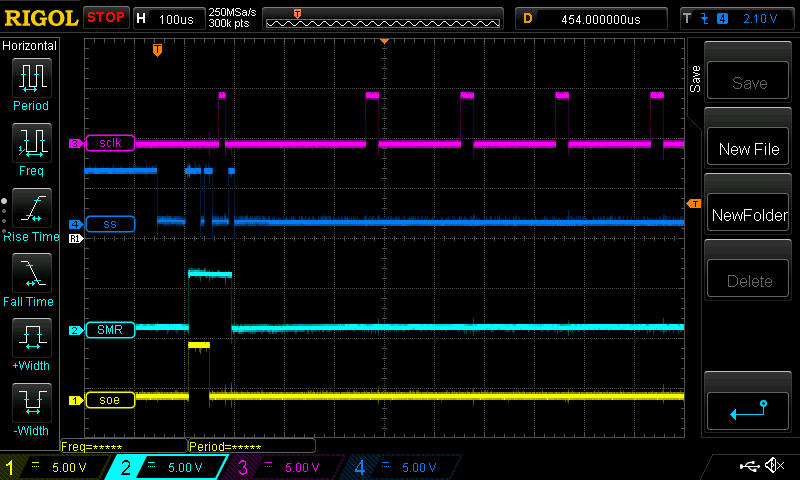 RIGOL STOP H 100us 250MSa/s D 454.000000us T 4 2.10 V
300k pts
Horizontal
T
Save
Save
Period
3 sclk
New File
Freq
4 ss
T
NewFolder
Rise Time
R1
Delete
Fall Time
2 SMR
+Width
1 soe
-Width
Freq=***** Period=*****
1 5.00 V 2 5.00 V 3 5.00 V 4 5.00 V